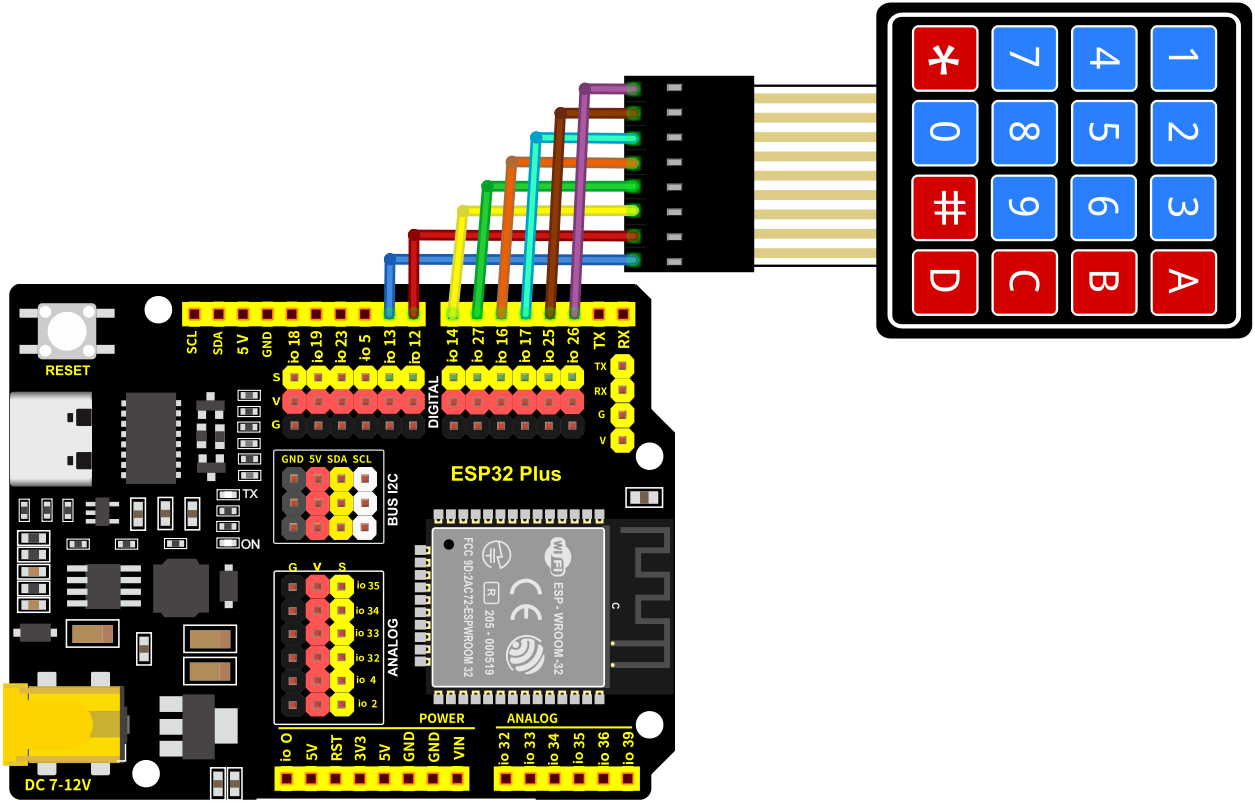 * 7 4 1
0 8 5 2
# 9 6 3
D C B A
RESET
SCL
SDA
5V
GND
io 18
io 19
io 23
io 5
io 13
io 12
io 14
io 27
io 16
io 17
io 25
io 26
TX
RX
TX
RX
G
V
S
V
G
DIGITAL
ESP32 Plus
GND 5V SDA SCL
BUS I2C
TX
ON
G V S
io 35
io 34
io 33
io 32
io 4
io 2
ANALOG
Wi Fi
ESP - WROOM -32
CE
R
205 - 000519
FCC 9D:2AC72-ESPWROOM 32
C
POWER
ANALOG
io 0
5V
RST
3V3
5V
GND
GND
VIN
io 32
io 33
io 34
io 35
io 36
io 39
DC 7-12V